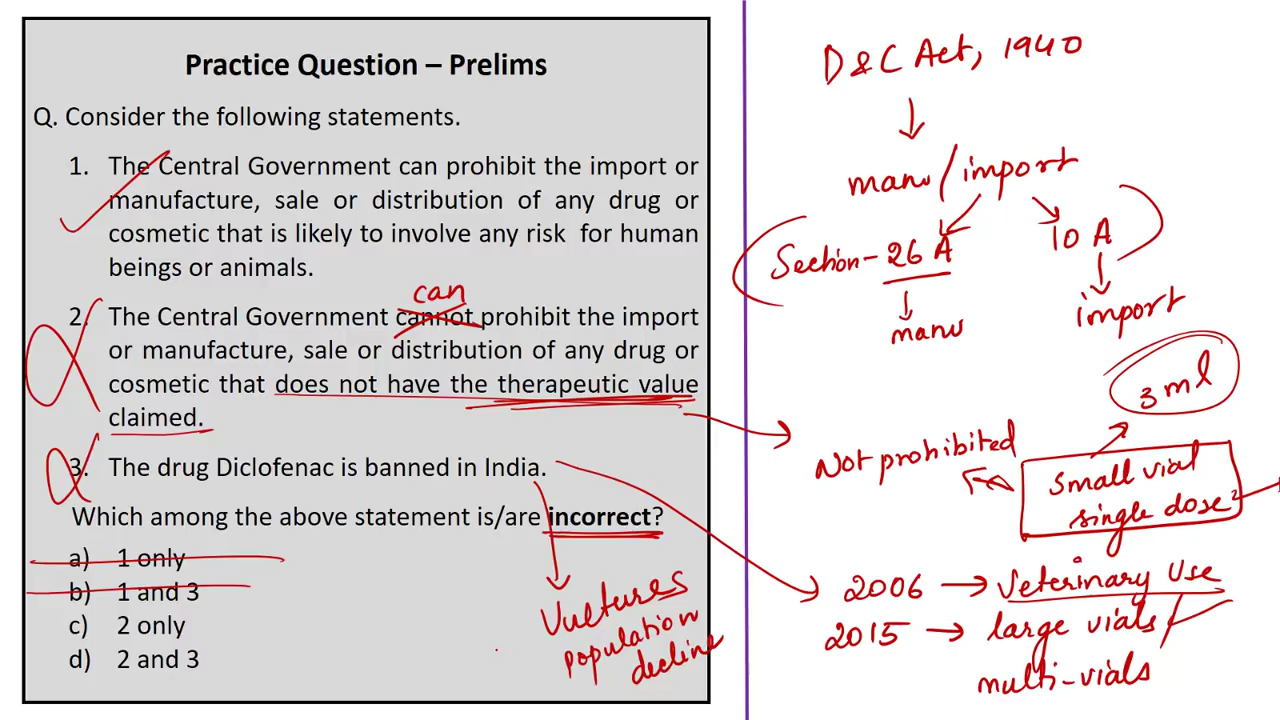 Practice Question – Prelims
Q. Consider the following statements.
1. The Central Government can prohibit the import or
manufacture, sale or distribution of any drug or
cosmetic that is likely to involve any risk for human
beings or animals.
can
2. The Central Government cannot prohibit the import
or manufacture, sale or distribution of any drug or
cosmetic that does not have the therapeutic value
claimed.
3. The drug Diclofenac is banned in India.
Which among the above statement is/are incorrect?
a) 1 only
b) 1 and 3
c) 2 only
d) 2 and 3
Vultures
population
decline
D & C Act, 1940
manu/import
Section - 26 A
10 A
manu
import
3 ml
Not prohibited
Small vial
single dose
2006 → Veterinary Use
2015 → large vials
multi-vials